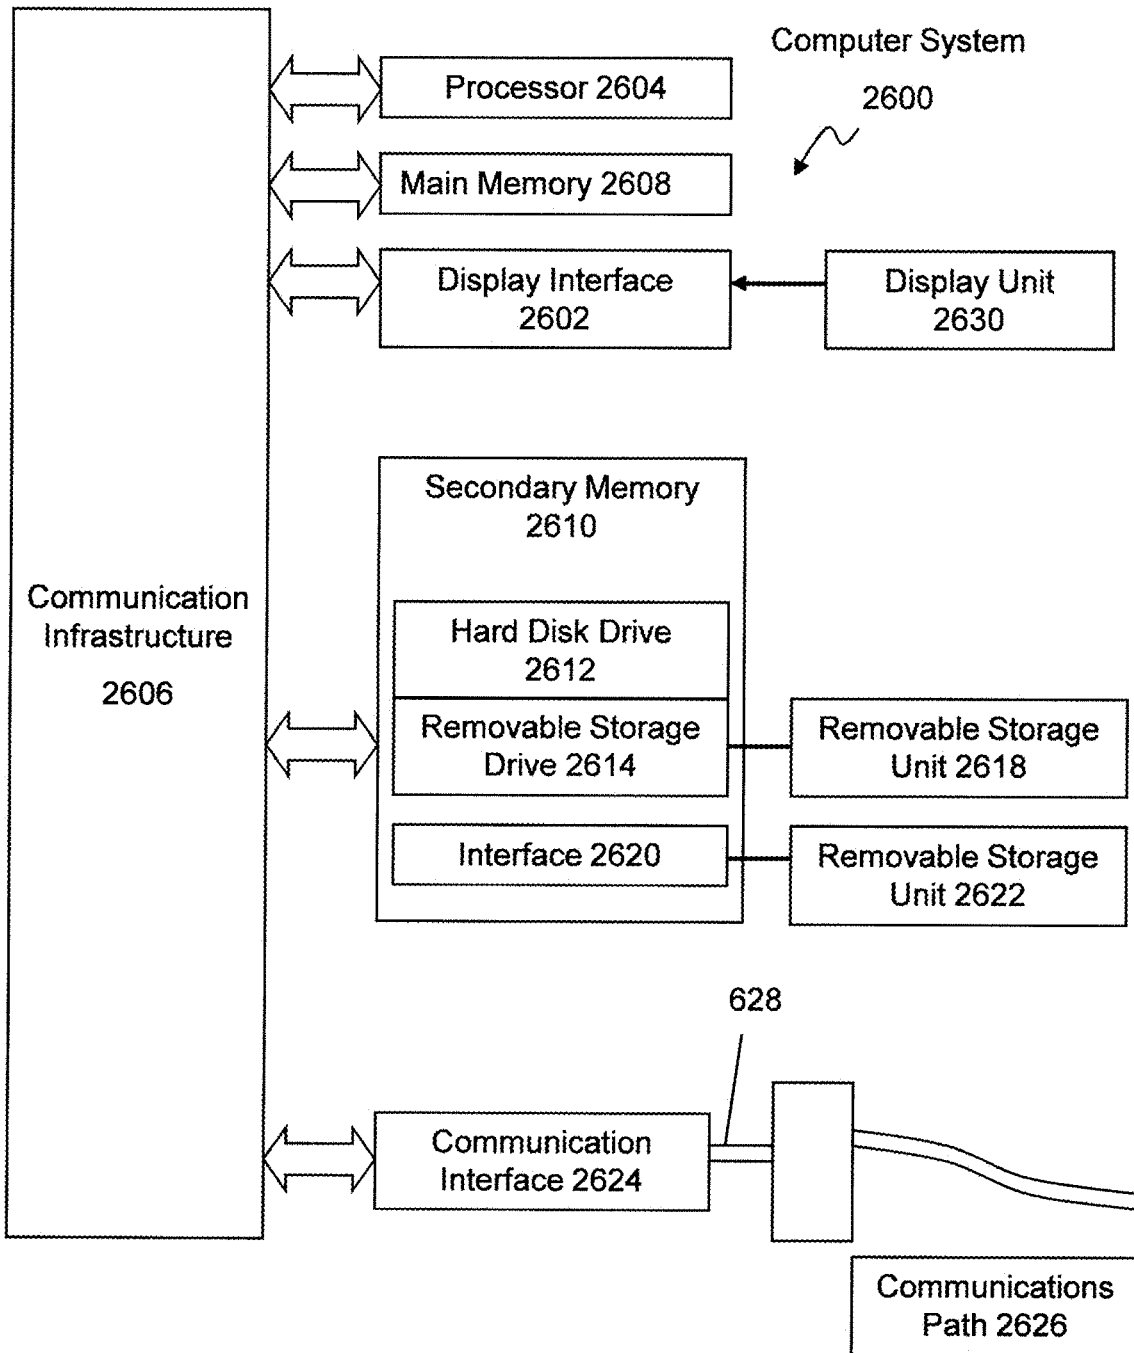 Computer System
2600
Processor 2604
Main Memory 2608
Display Interface
2602
Display Unit
2630
Secondary Memory
2610
Communication
Infrastructure
2606
Hard Disk Drive
2612
Removable Storage
Drive 2614
Removable Storage
Unit 2618
Interface 2620
Removable Storage
Unit 2622
628
Communication
Interface 2624
Communications
Path 2626